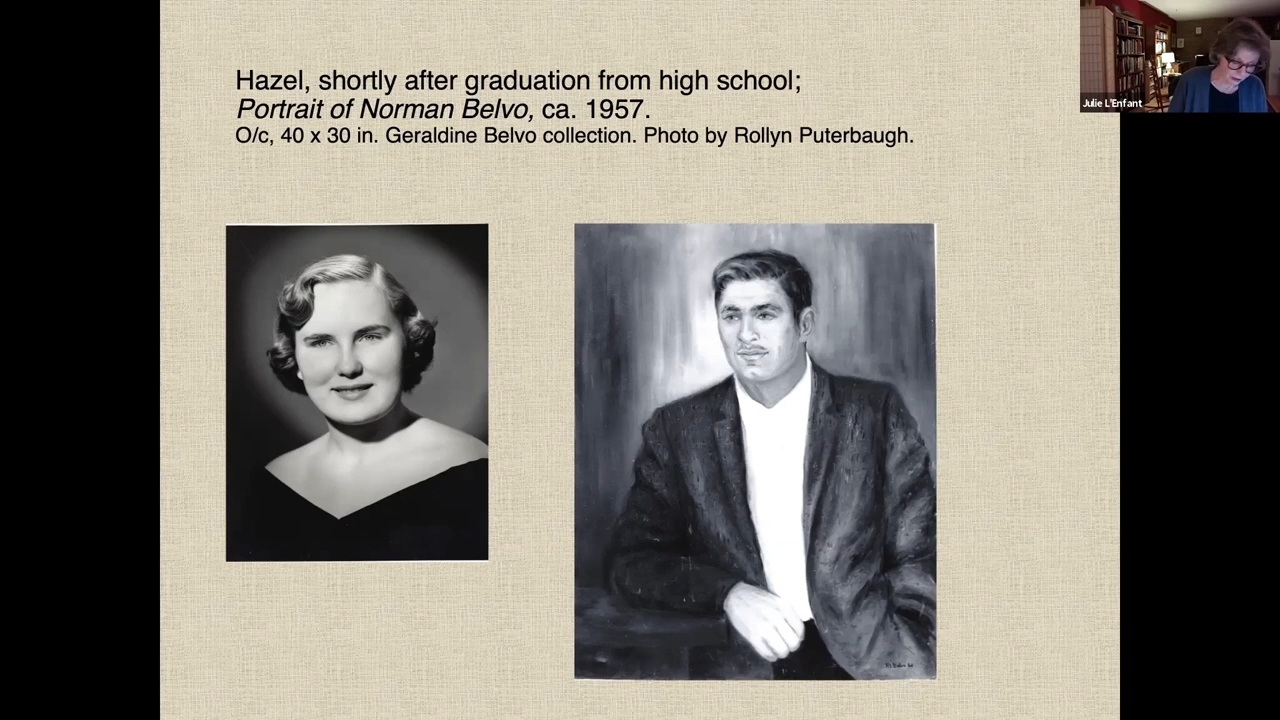 Hazel, shortly after graduation from high school;
Portrait of Norman Belvo, ca. 1957.
O/c, 40 x 30 in. Geraldine Belvo collection. Photo by Rollyn Puterbaugh.
Julie L'Enfant